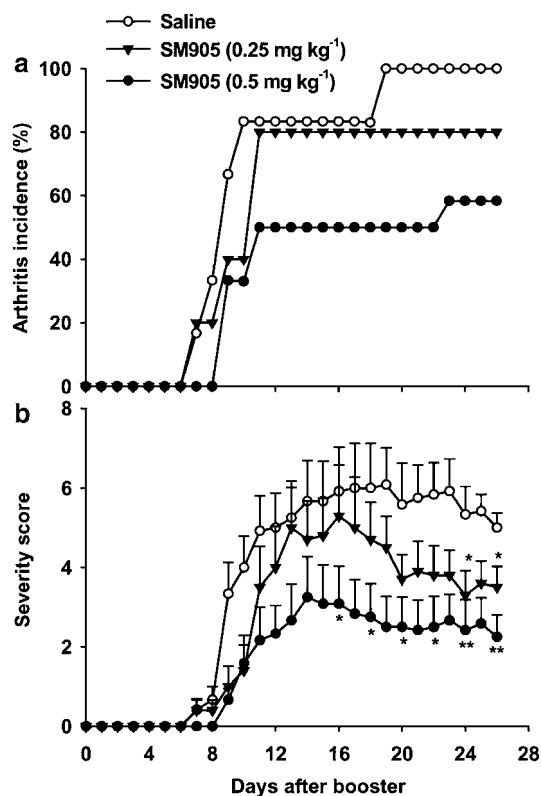 Saline
SM905 (0.25 mg kg⁻¹)
SM905 (0.5 mg kg⁻¹)
a
100
80
60
40
20
0
Arthritis incidence (%)
b
8
6
4
2
0
Severity score
* *
* * * * ** **
0 4 8 12 16 20 24 28
Days after booster